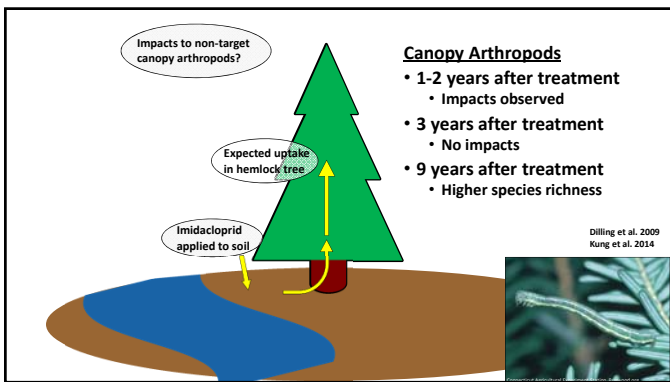 Impacts to non-target
canopy arthropods?
Expected uptake
in hemlock tree
Imidacloprid
applied to soil
Canopy Arthropods
• 1-2 years after treatment
• Impacts observed
• 3 years after treatment
• No impacts
• 9 years after treatment
• Higher species richness
Dilling et al. 2009
Kung et al. 2014